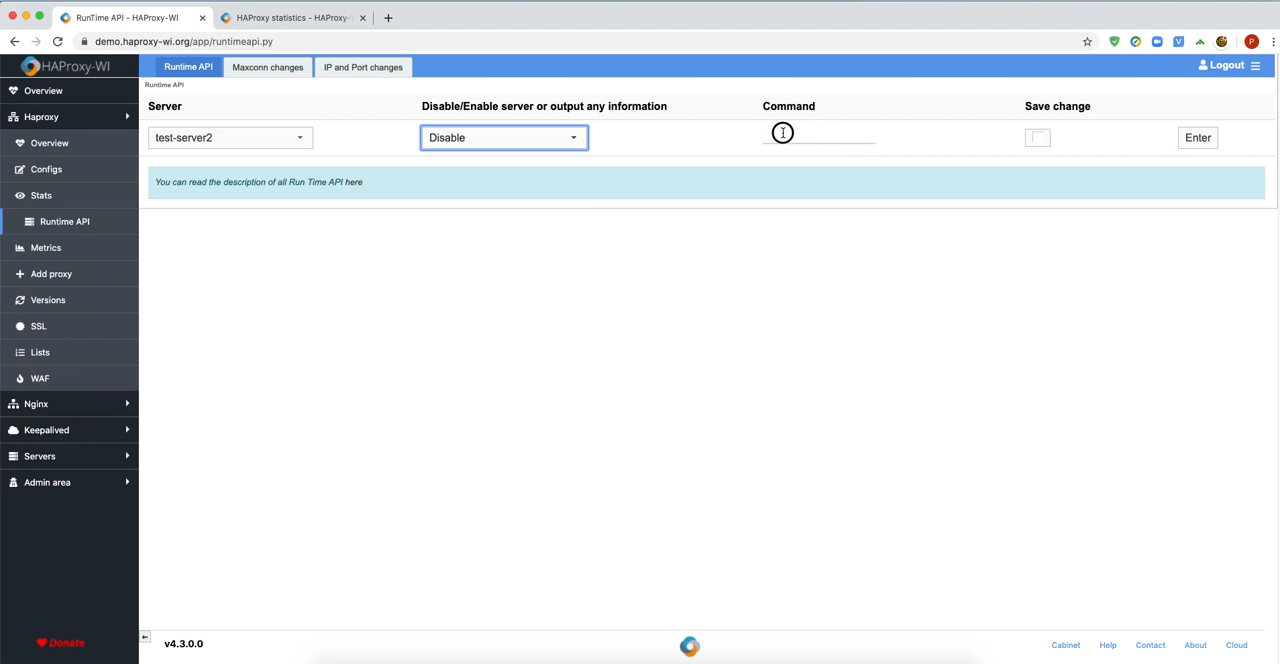 RunTime API - HAProxy-WI
HAProxy statistics - HAProxy-
demo.haproxy-wi.org/app/runtimeapi.py
P
HAProxy-WI
Runtime API
Maxconn changes
IP and Port changes
Logout
Overview
Haproxy
Overview
Configs
Stats
Runtime API
Metrics
Add proxy
Versions
SSL
Lists
WAF
Nginx
Keepalived
Servers
Admin area
Donate
Runtime API
Server
Disable/Enable server or output any information
Command
Save change
test-server2
Disable
Enter
You can read the description of all Run Time API here
v4.3.0.0
Cabinet
Help
Contact
About
Cloud